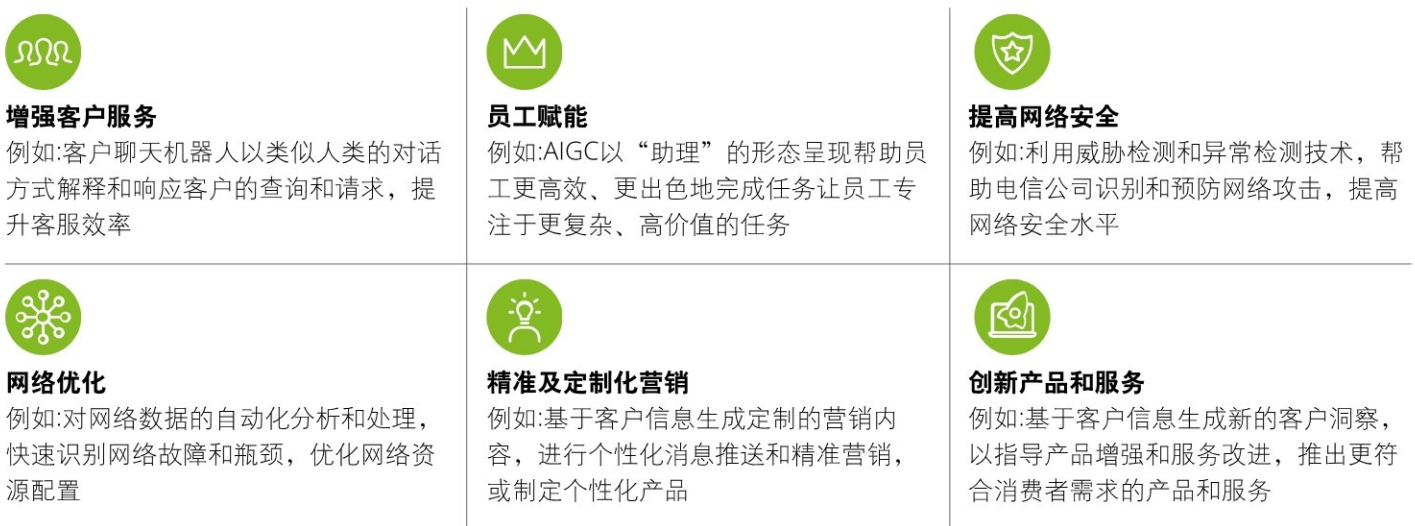 增强客户服务
例如:客户聊天机器人以类似人类的对话
方式解释和响应客户的查询和请求，提
升客服效率
员工赋能
例如:AIGC以“助理”的形态呈现帮助员
工更高效、更出色地完成任务让员工专
注于更复杂、高价值的任务
提高网络安全
例如:利用威胁检测和异常检测技术，帮
助电信公司识别和预防网络攻击，提高
网络安全水平
网络优化
例如:对网络数据的自动化分析和处理，
快速识别网络故障和瓶颈，优化网络资
源配置
精准及定制化营销
例如:基于客户信息生成定制的营销内
容，进行个性化消息推送和精准营销，
或制定个性化产品
创新产品和服务
例如:基于客户信息生成新的客户洞察，
以指导产品增强和服务改进，推出更符
合消费者需求的产品和服务